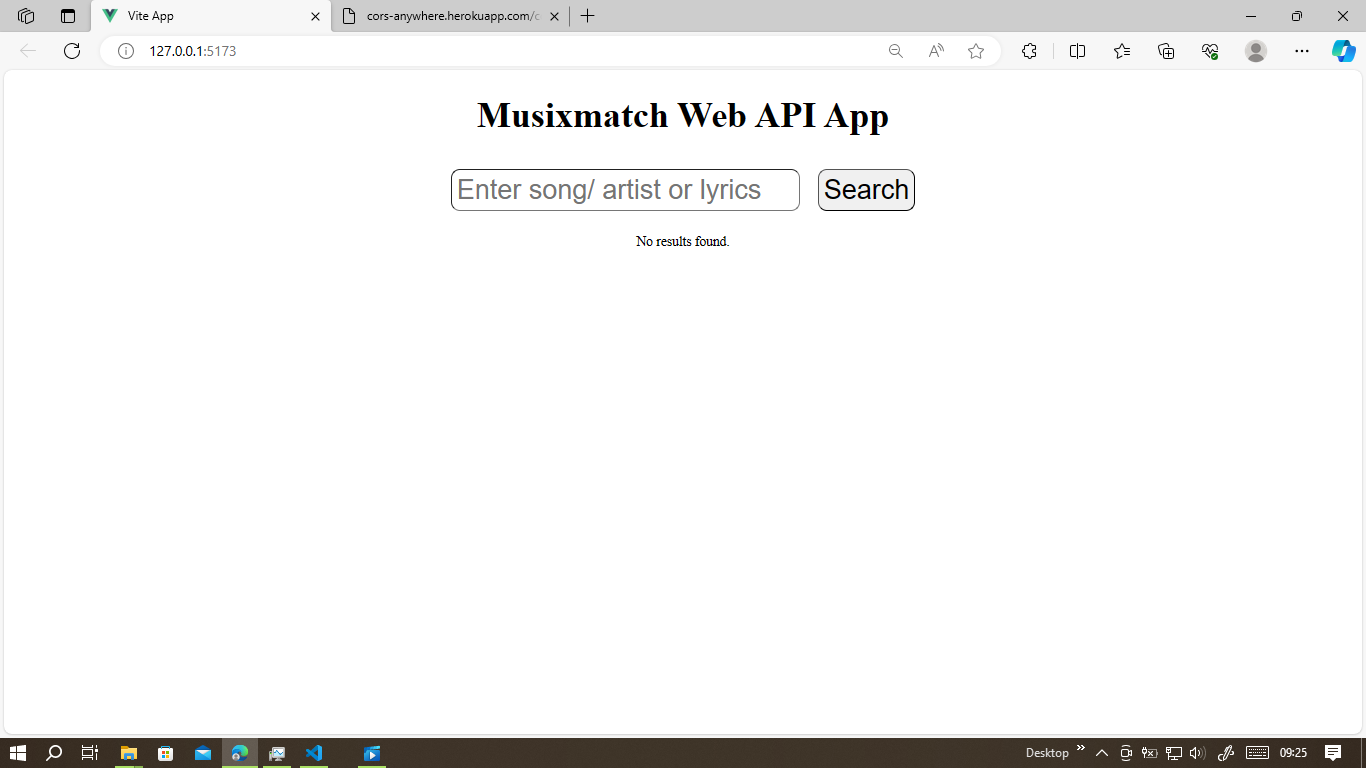 Vite App
cors-anywhere.herokuapp.com/c
127.0.0.1:5173
Musixmatch Web API App
Enter song/ artist or lyrics
Search
No results found.
Desktop
09:25